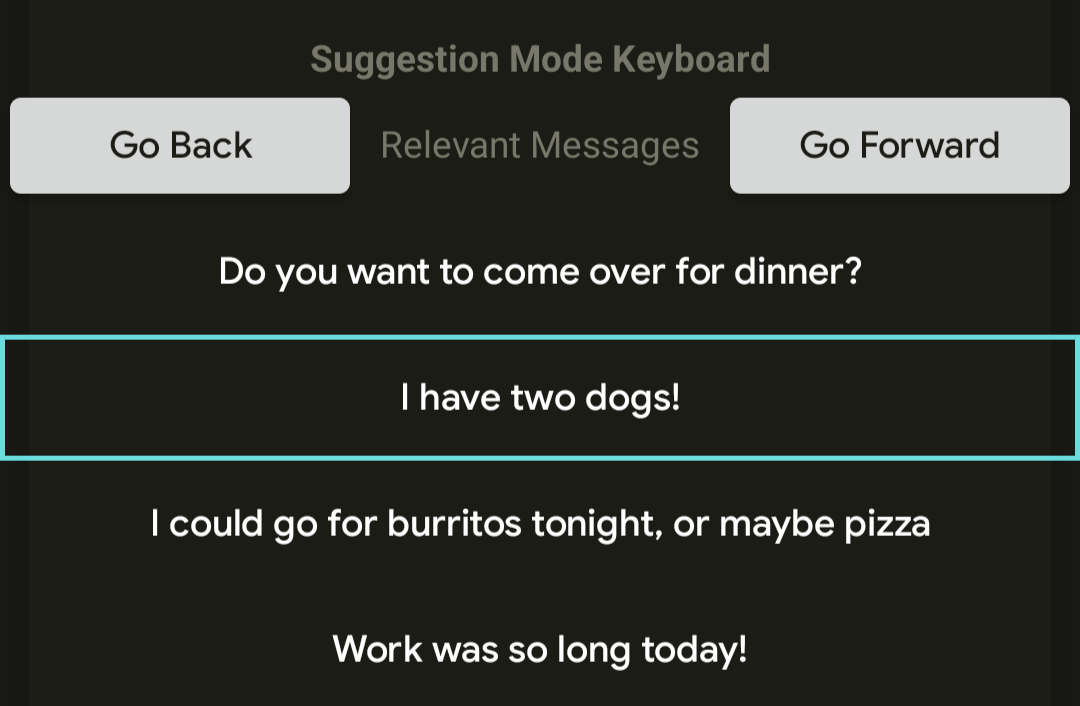 Suggestion Mode Keyboard
Go Back
Relevant Messages
Go Forward
Do you want to come over for dinner?
I have two dogs!
I could go for burritos tonight, or maybe pizza
Work was so long today!